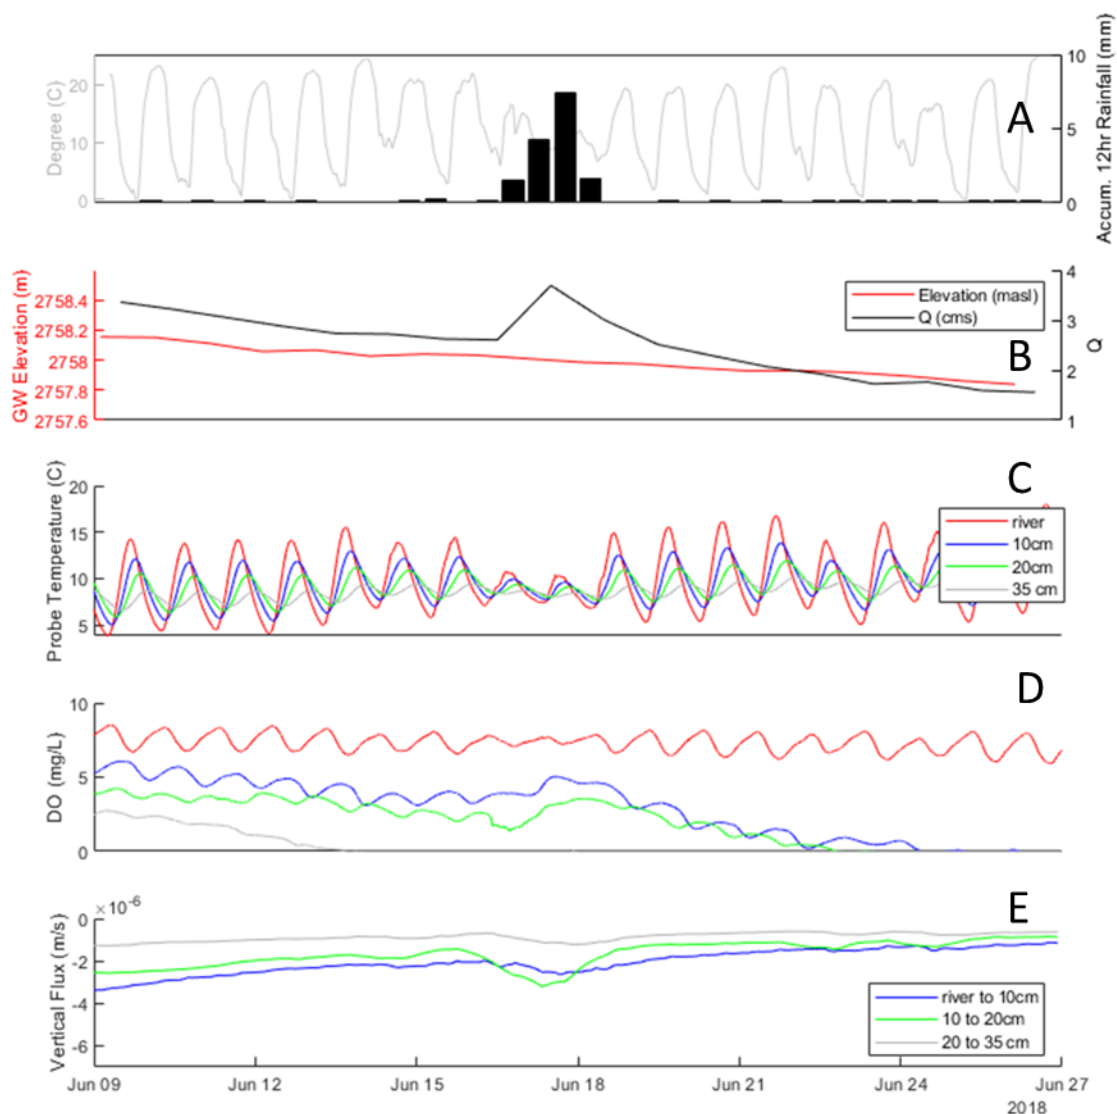 A
Degree (C)
20
10
0
10
5
0
Accum. 12hr Rainfall (mm)
GW Elevation (m)
2758.4
2758.2
2758
2757.8
2757.6
Elevation (masl)
Q (cms)
B
4
3
2
1
Q
C
Probe Temperature (C)
20
15
10
5
river
10cm
20cm
35 cm
D
DO (mg/L)
10
5
0
E
×10⁻⁶
Vertical Flux (m/s)
0
-2
-4
-6
river to 10cm
10 to 20cm
20 to 35 cm
Jun 09 Jun 12 Jun 15 Jun 18 Jun 21 Jun 24 Jun 27
2018